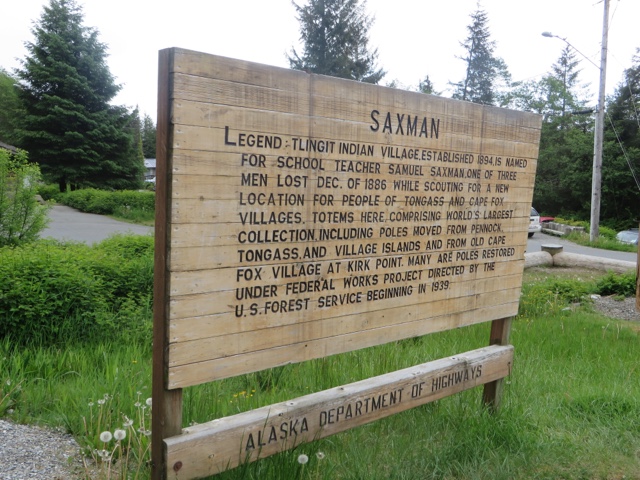 SAXMAN
LEGEND: TLINGIT INDIAN VILLAGE, ESTABLISHED 1894, IS NAMED
FOR SCHOOL TEACHER SAMUEL SAXMAN, ONE OF THREE
MEN LOST DEC. OF 1886 WHILE SCOUTING FOR A NEW
LOCATION FOR PEOPLE OF TONGASS AND CAPE FOX
VILLAGES. TOTEMS HERE, COMPRISING WORLD'S LARGEST
COLLECTION, INCLUDING POLES MOVED FROM PENNOCK,
TONGASS, AND VILLAGE ISLANDS AND FROM OLD CAPE
FOX VILLAGE AT KIRK POINT. MANY ARE POLES RESTORED
UNDER FEDERAL WORKS PROJECT DIRECTED BY THE
U.S. FOREST SERVICE BEGINNING IN 1939.
ALASKA DEPARTMENT OF HIGHWAYS